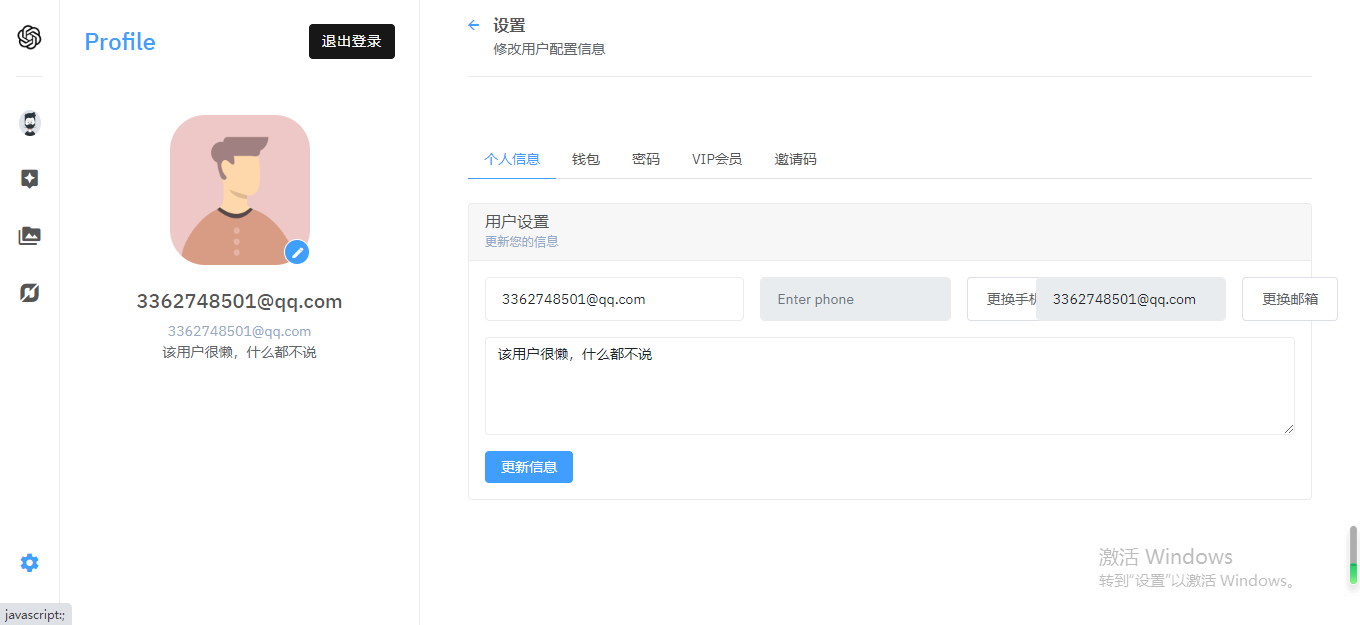 Profile
退出登录
3362748501@qq.com
3362748501@qq.com
该用户很懒，什么都不说
设置
修改用户配置信息
个人信息 钱包 密码 VIP会员 邀请码
用户设置
更新您的信息
3362748501@qq.com Enter phone 更换手机 3362748501@qq.com 更换邮箱
该用户很懒，什么都不说
更新信息
激活 Windows
转到"设置"以激活 Windows。
javascript:;